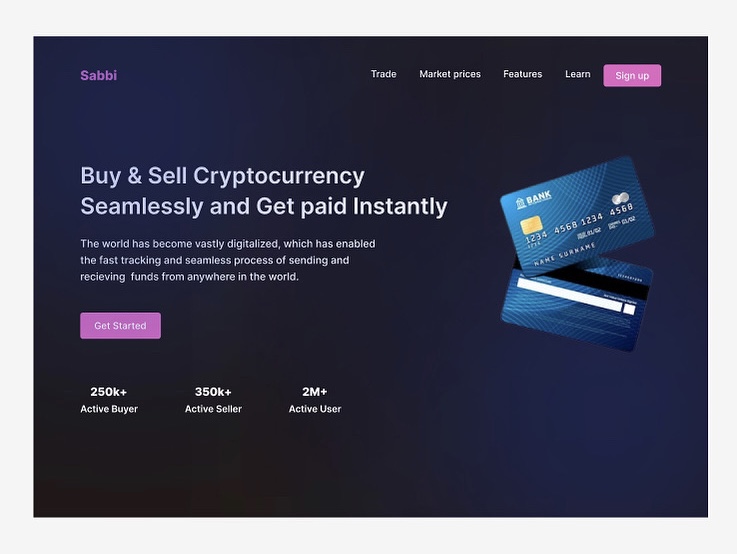 Sabbi
Trade
Market prices
Features
Learn
Sign up
Buy & Sell Cryptocurrency
Seamlessly and Get paid Instantly
The world has become vastly digitalized, which has enabled
the fast tracking and seamless process of sending and
recieving funds from anywhere in the world.
Get Started
250k+
Active Buyer
350k+
Active Seller
2M+
Active User
BANK
1234 4568 1234 4568
NAME SURNAME